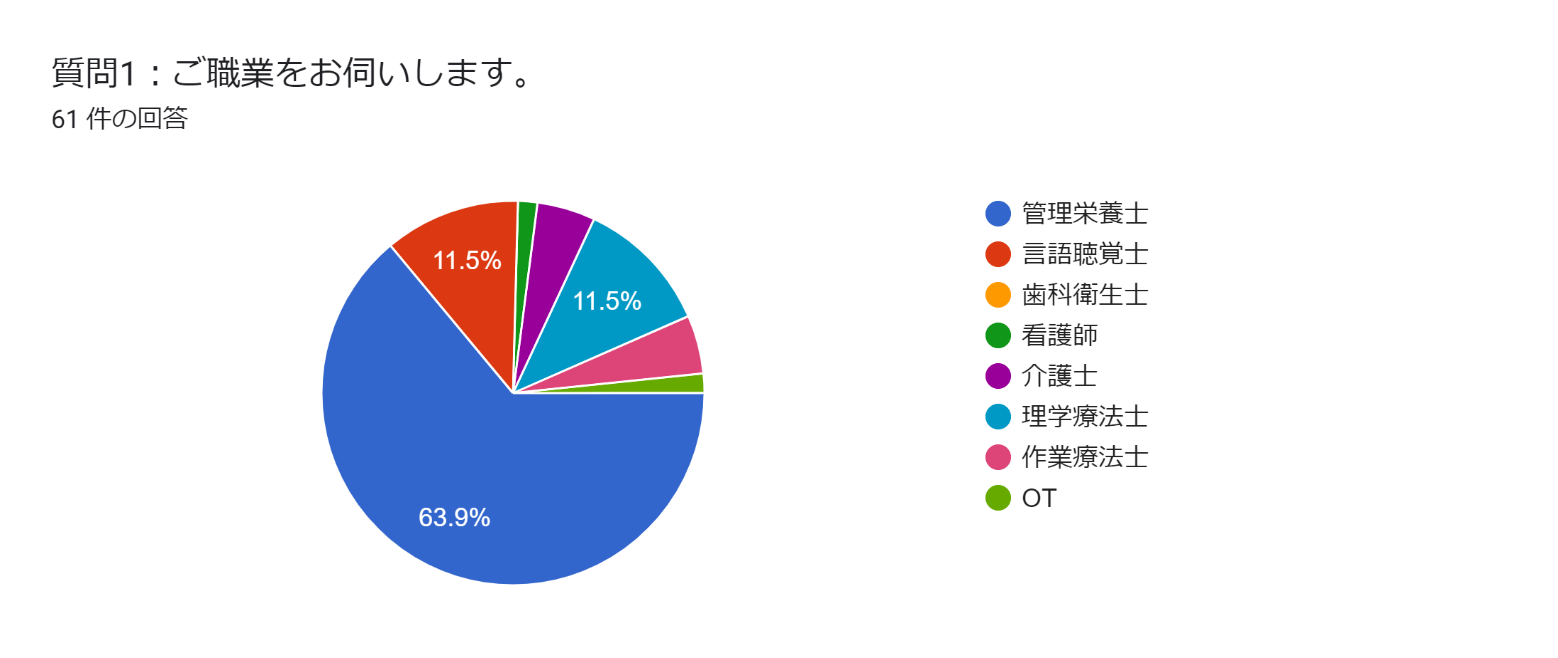 質問1：ご職業をお伺いします。
61 件の回答
11.5%
11.5%
63.9%
管理栄養士
言語聴覚士
歯科衛生士
看護師
介護士
理学療法士
作業療法士
OT